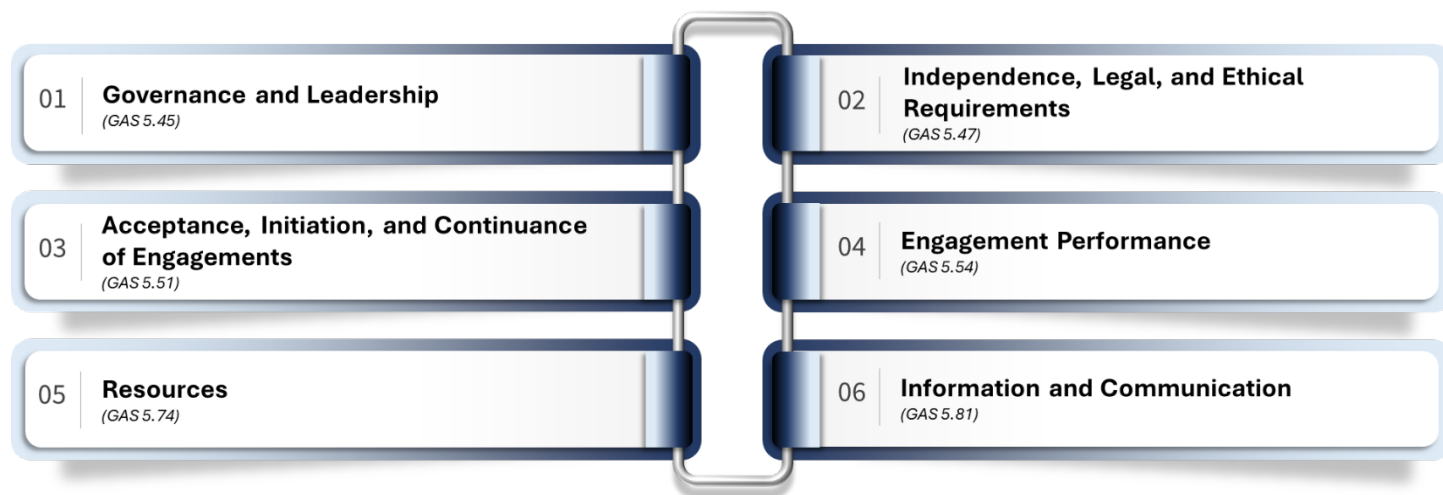 01
Governance and Leadership
(GAS 5.45)
02
Independence, Legal, and Ethical
Requirements
(GAS 5.47)
03
Acceptance, Initiation, and Continuance
of Engagements
(GAS 5.51)
04
Engagement Performance
(GAS 5.54)
05
Resources
(GAS 5.74)
06
Information and Communication
(GAS 5.81)